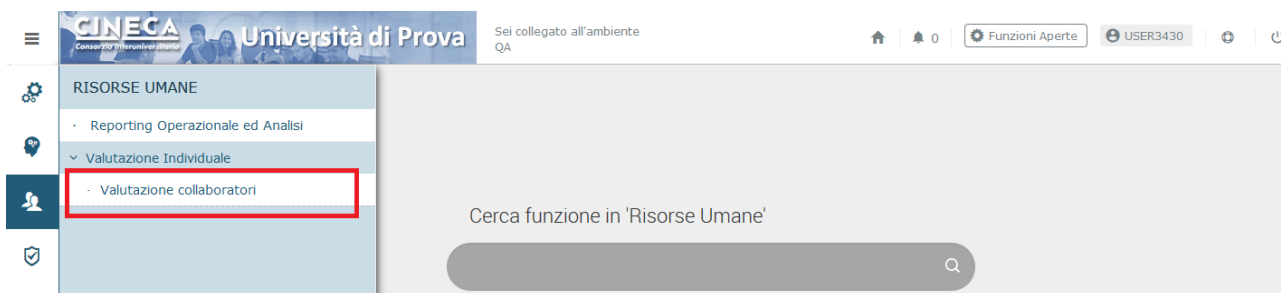 CINECA
Consorzio Interuniversitario
Università di Prova
Sei collegato all'ambiente
QA
0
Funzioni Aperte
USER3430
RISORSE UMANE
Reporting Operazionale ed Analisi
Valutazione Individuale
Valutazione collaboratori
Cerca funzione in 'Risorse Umane'